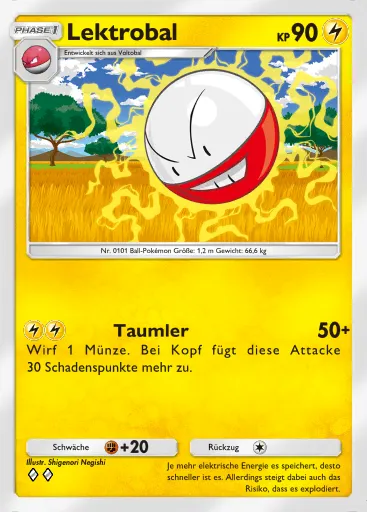 PHASE 1 Lektrobal KP 90
Entwickelt sich aus Voltobal
Nr. 0101 Ball-Pokémon Größe: 1,2 m Gewicht: 66,6 kg
Taumler 50+
Wirf 1 Münze. Bei Kopf fügt diese Attacke
30 Schadenspunkte mehr zu.
Schwäche +20 Rückzug
Illustr. Shigenori Negishi
Je mehr elektrische Energie es speichert, desto
schneller ist es. Allerdings steigt dabei auch das
Risiko, dass es explodiert.